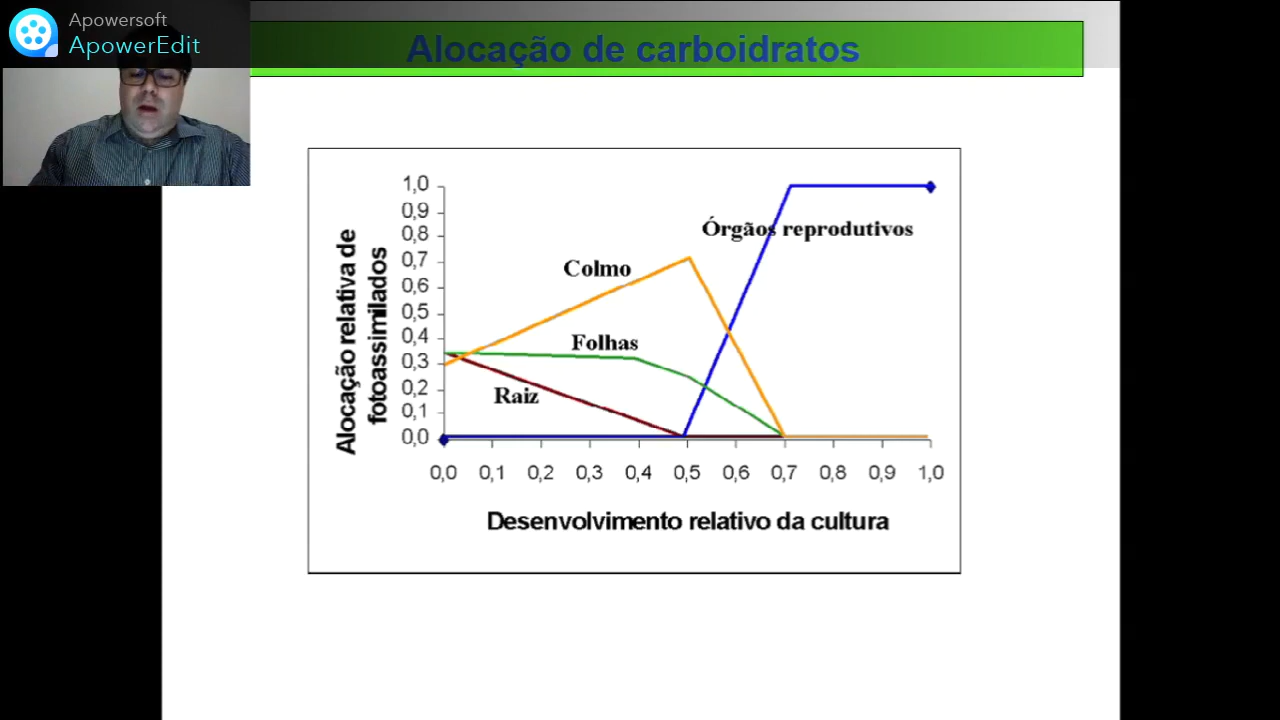 Apowersoft
ApowerEdit
Alocação de carboidratos
Alocação relativa de
fotoassimilados
1,0
0,9
0,8
0,7
0,6
0,5
0,4
0,3
0,2
0,1
0,0
Órgãos reprodutivos
Colmo
Folhas
Raiz
0,0 0,1 0,2 0,3 0,4 0,5 0,6 0,7 0,8 0,9 1,0
Desenvolvimento relativo da cultura